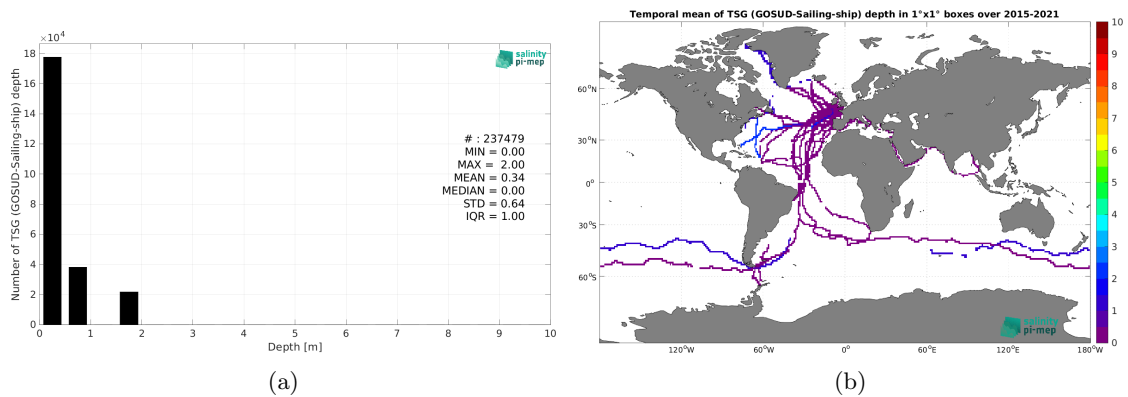 ×10⁴
18
16
14
12
10
8
6
4
2
0
Number of TSG (GOSUD-Sailing-ship) depth
salinity
pi-mep
# : 237479
MIN = 0.00
MAX = 2.00
MEAN = 0.34
MEDIAN = 0.00
STD = 0.64
IQR = 1.00
0 1 2 3 4 5 6 7 8 9 10
Depth [m]
(a)
Temporal mean of TSG (GOSUD-Sailing-ship) depth in 1°x1° boxes over 2015-2021
60°N
30°N
0°
30°S
60°S
120°W 60°W 0° 60°E 120°E 180°W
salinity
pi-mep
10
9
8
7
6
5
4
3
2
1
0
(b)